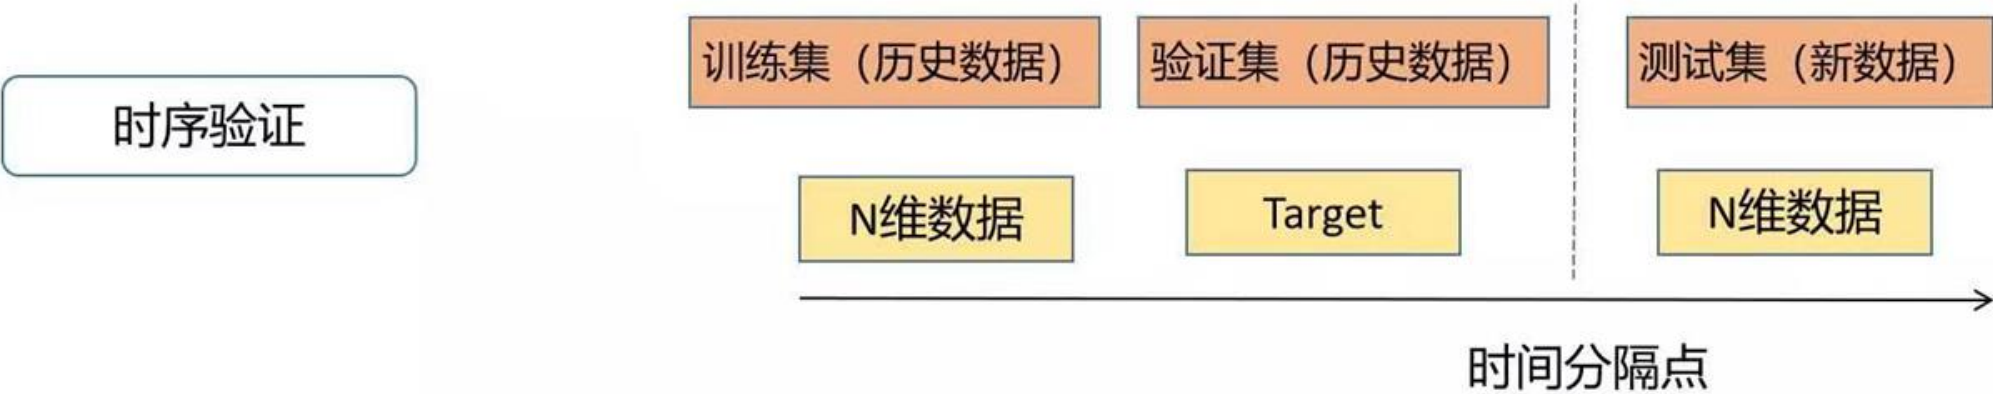 时序验证
训练集（历史数据）
验证集（历史数据）
测试集（新数据）
N维数据
Target
N维数据
时间分隔点